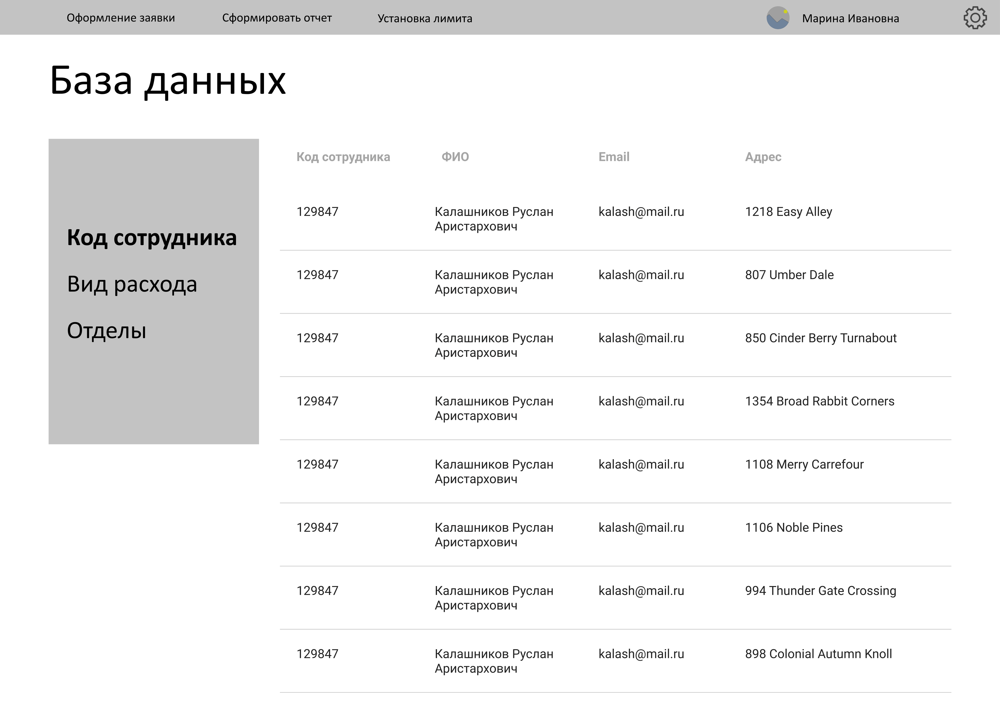 Оформление заявки Сформировать отчет Установка лимита Марина Ивановна
База данных
Код сотрудника
Вид расхода
Отделы
Код сотрудника ФИО Email Адрес
129847 Калашников Руслан kalash@mail.ru 1218 Easy Alley
Аристархович
129847 Калашников Руслан kalash@mail.ru 807 Umber Dale
Аристархович
129847 Калашников Руслан kalash@mail.ru 850 Cinder Berry Turnabout
Аристархович
129847 Калашников Руслан kalash@mail.ru 1354 Broad Rabbit Corners
Аристархович
129847 Калашников Руслан kalash@mail.ru 1108 Merry Carrefour
Аристархович
129847 Калашников Руслан kalash@mail.ru 1106 Noble Pines
Аристархович
129847 Калашников Руслан kalash@mail.ru 994 Thunder Gate Crossing
Аристархович
129847 Калашников Руслан kalash@mail.ru 898 Colonial Autumn Knoll
Аристархович